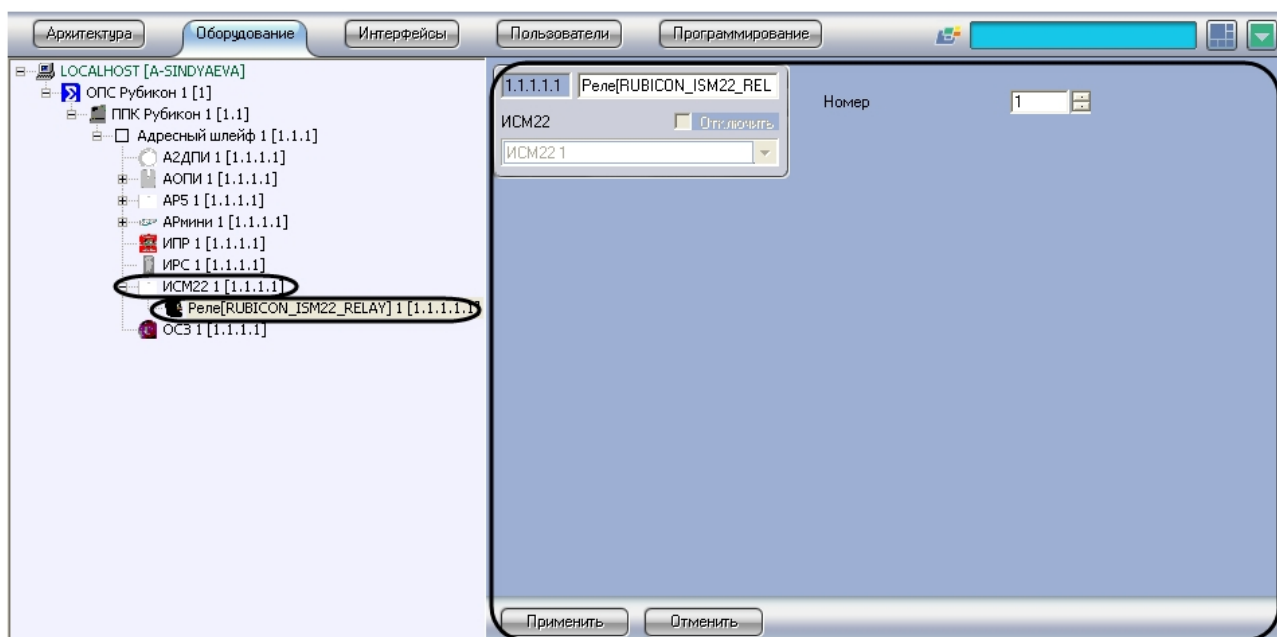 Архитектура Оборудование Интерфейсы Пользователи Программирование
LOCALHOST [A-SINDYAEVA]
ОПС Рубикон 1 [1]
ППК Рубикон 1 [1.1]
Адресный шлейф 1 [1.1.1]
А2ДПИ 1 [1.1.1.1]
АОПИ 1 [1.1.1.1]
АР5 1 [1.1.1.1]
АРмини 1 [1.1.1.1]
ИПР 1 [1.1.1.1]
ИРС 1 [1.1.1.1]
ИСМ22 1 [1.1.1.1]
Реле[RUBICON_ISM22_RELAY] 1 [1.1.1.1.1]
ОСЗ 1 [1.1.1.1]
1.1.1.1.1 Реле[RUBICON_ISM22_REL
ИСМ22 Отключить
ИСМ22 1
Номер 1
Применить Отменить